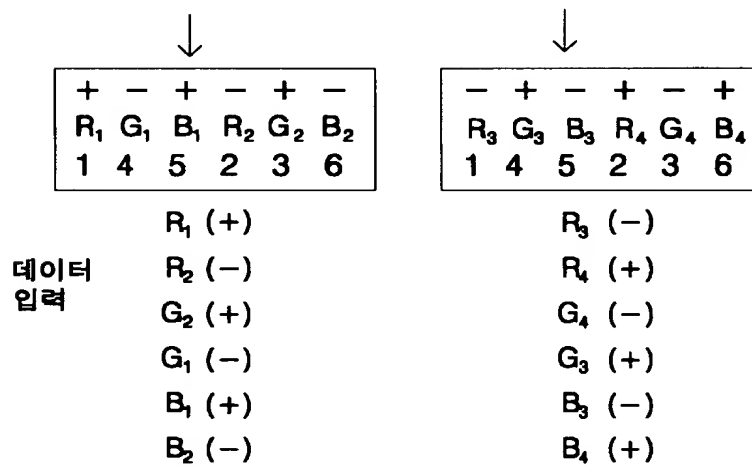 + − + − + − − + − + − +
R₁ G₁ B₁ R₂ G₂ B₂ R₃ G₃ B₃ R₄ G₄ B₄
1 4 5 2 3 6 1 4 5 2 3 6
R₁ (+) R₃ (−)
데이터 R₂ (−) R₄ (+)
입력 G₂ (+) G₄ (−)
G₁ (−) G₃ (+)
B₁ (+) B₃ (−)
B₂ (−) B₄ (+)